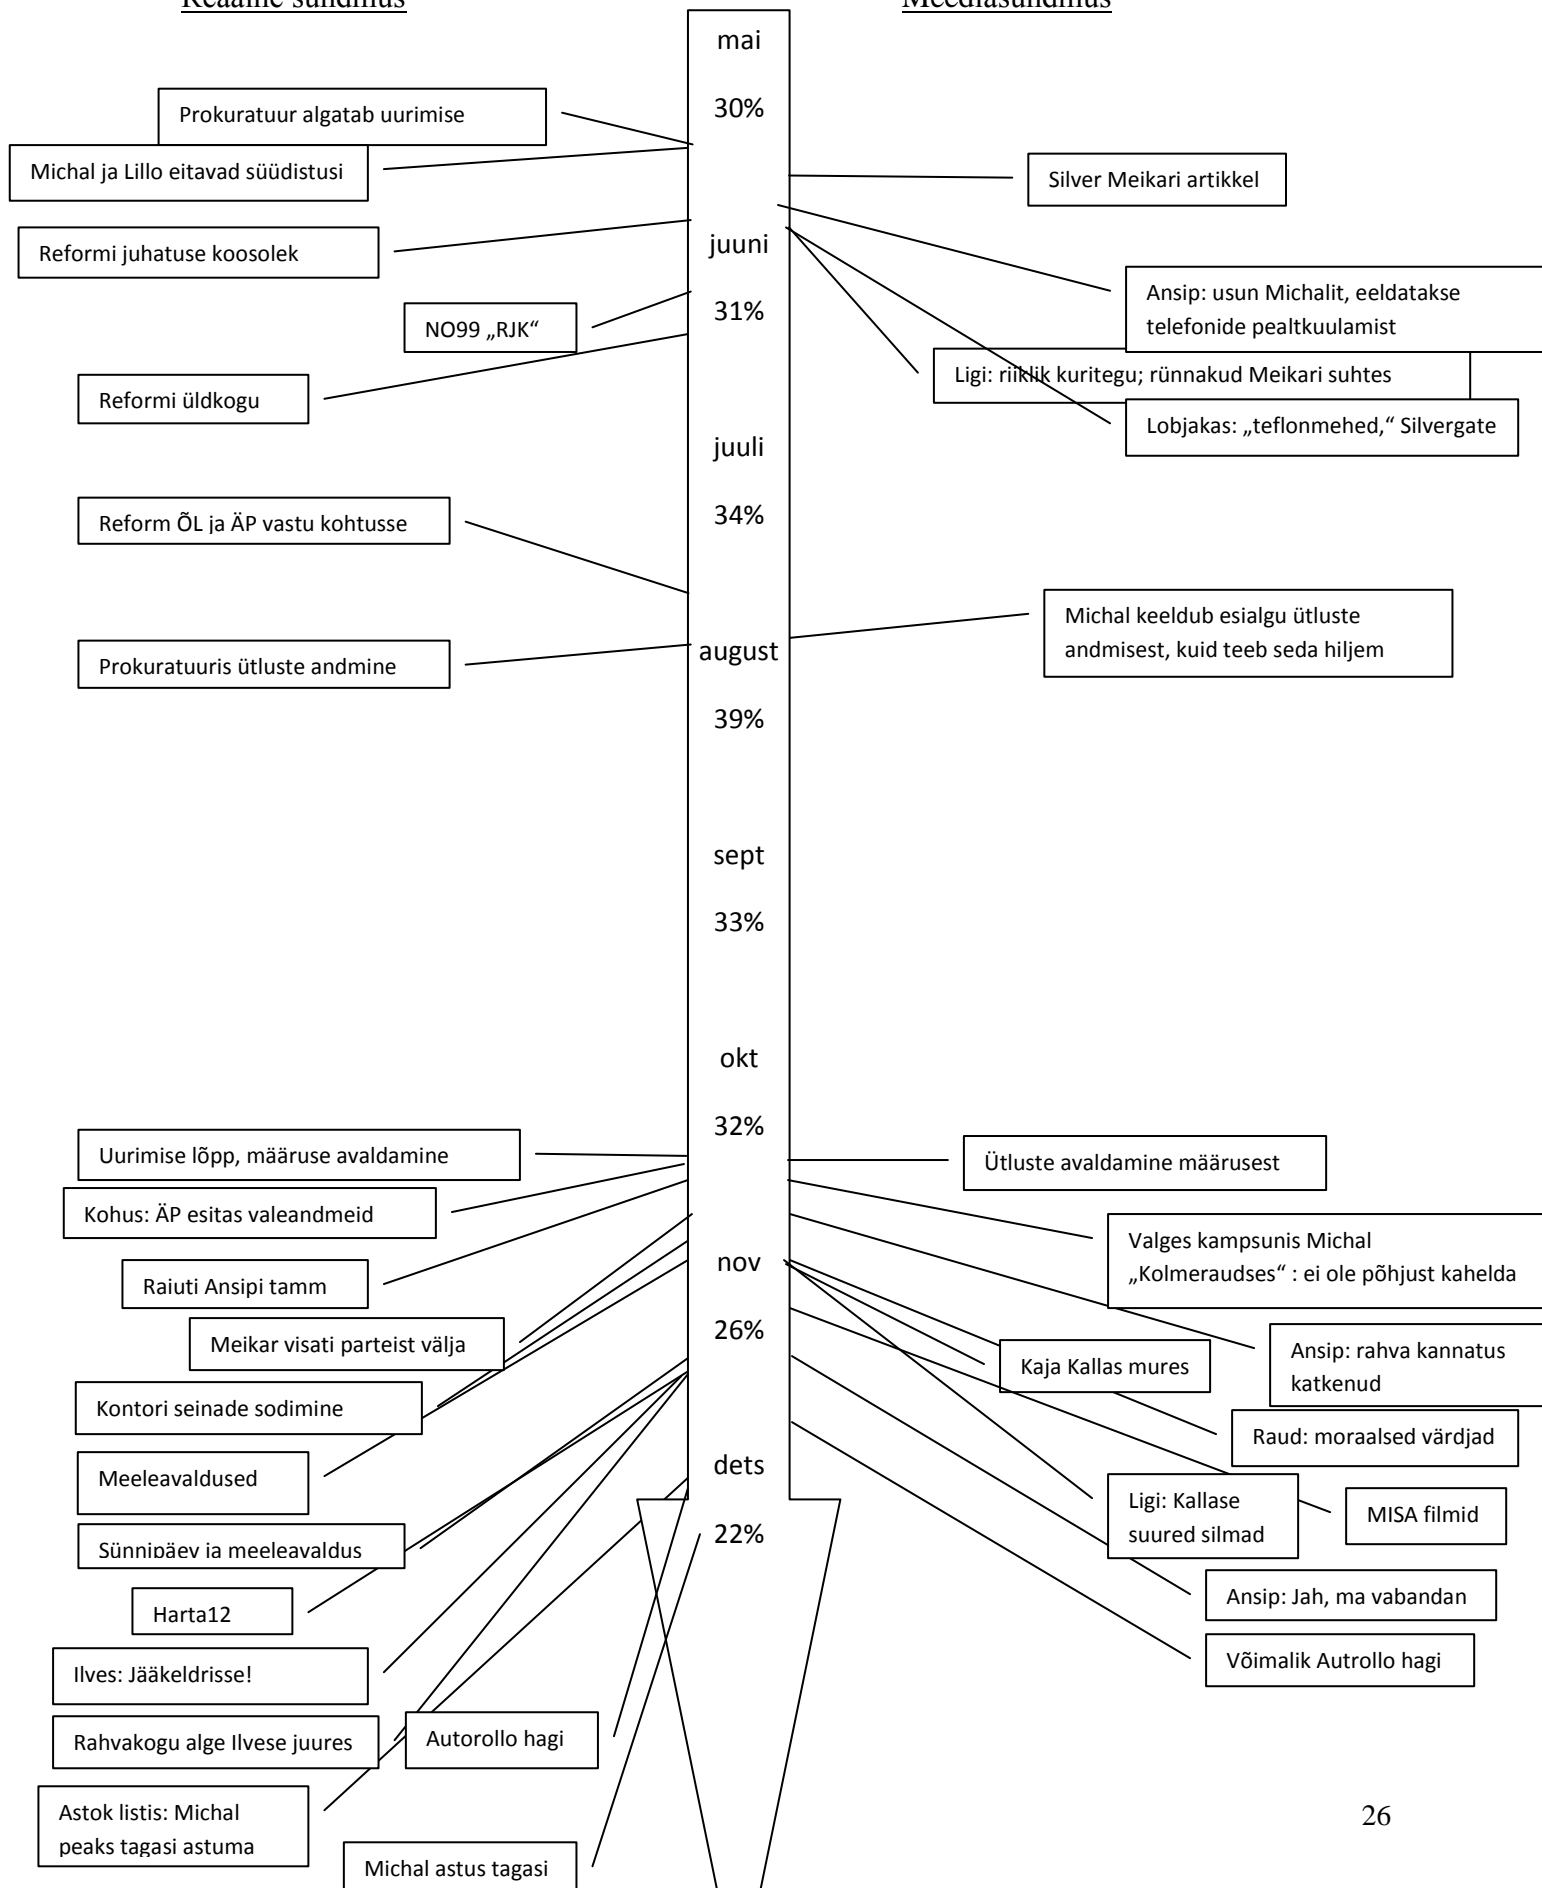 Reaalne sündmus
Meediasündmus
mai
30%
Prokuratuur algatab uurimise
Michal ja Lillo eitavad süüdistusi
Silver Meikari artikkel
Reformi juhatuse koosolek
juuni
31%
Ansip: usun Michalit, eeldatakse
telefonide pealtkuulamist
NO99 „RJK“
Ligi: riiklik kuritegu; rünnakud Meikari suhtes
Reformi üldkogu
Lobjakas: „teflonmehed,“ Silvergate
juuli
34%
Reform ÕL ja ÄP vastu kohtusse
Michal keeldub esialgu ütluste
andmisest, kuid teeb seda hiljem
Prokuratuuris ütluste andmine
august
39%
sept
33%
okt
32%
Uurimise lõpp, määruse avaldamine
Ütluste avaldamine määrusest
Kohus: ÄP esitas valeandmeid
Valges kampsunis Michal
„Kolmeraudses“ : ei ole põhjust kahelda
Raiuti Ansipi tamm
nov
26%
Meikar visati parteist välja
Kaja Kallas mures
Ansip: rahva kannatus
katkenud
Kontori seinade sodimine
Raud: moraalsed värdjad
Meeleavaldused
dets
22%
Ligi: Kallase
suured silmad
MISA filmid
Sünnipäev ja meeleavaldus
Ansip: Jah, ma vabandan
Harta12
Võimalik Autrollo hagi
Ilves: Jääkeldrisse!
Rahvakogu alge Ilvese juures
Autorollo hagi
Astok listis: Michal
peaks tagasi astuma
Michal astus tagasi
26